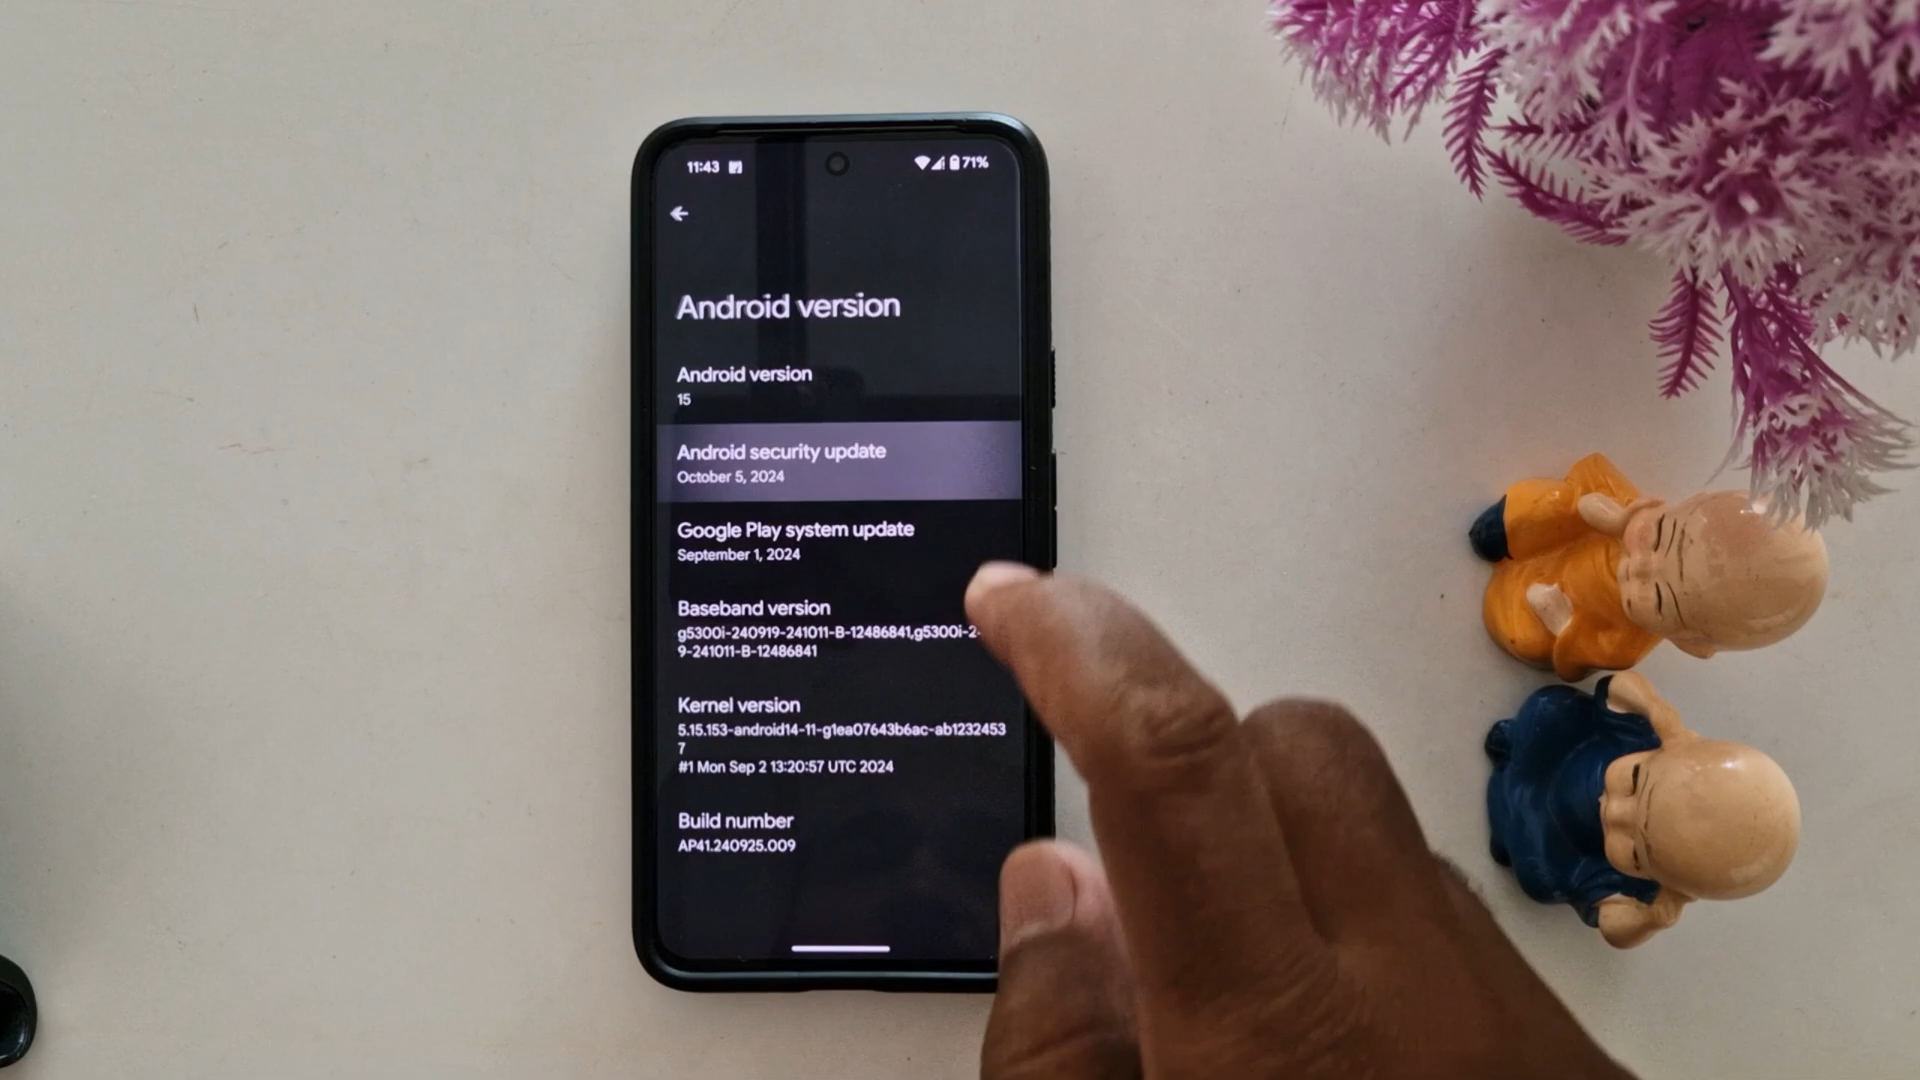 11:43
71%
Android version
Android version
15
Android security update
October 5, 2024
Google Play system update
September 1, 2024
Baseband version
g5300i-240919-241011-B-12486841,g5300i-2
9-241011-B-12486841
Kernel version
5.15.153-android14-11-g1ea07643b6ac-ab1232453
7
#1 Mon Sep 2 13:20:57 UTC 2024
Build number
AP41.240925.009